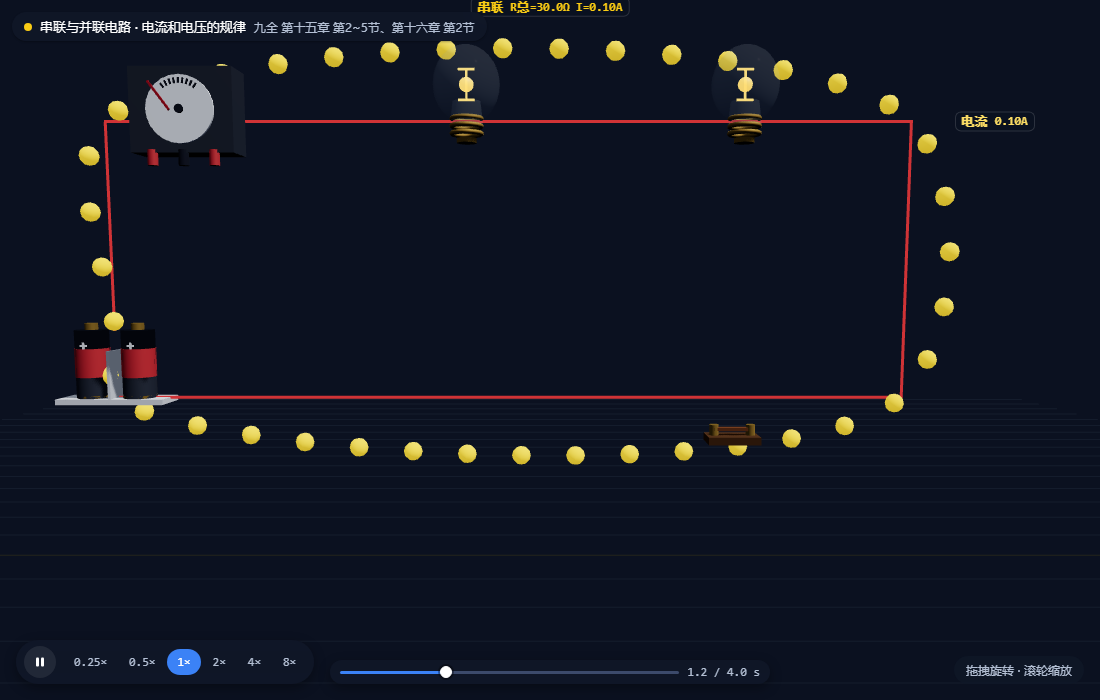 串联 R总=30.0Ω I=0.10A
串联与并联电路 · 电流和电压的规律 九全 第十五章 第2~5节、第十六章 第2节
电流 0.10A
+ +
0.25× 0.5× 1× 2× 4× 8× 1.2 / 4.0 s 拖拽旋转 · 滚轮缩放